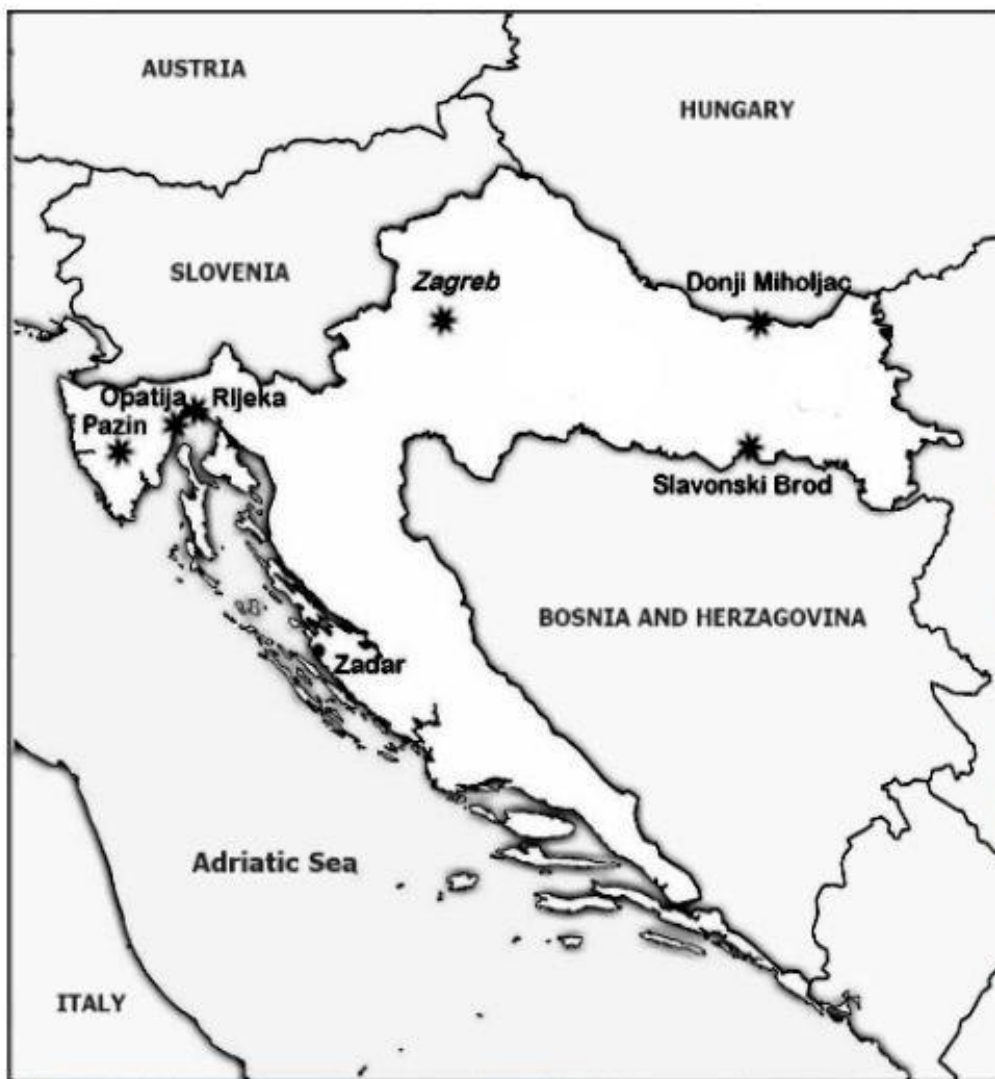 AUSTRIA
HUNGARY
SLOVENIA
Zagreb
Donji Miholjac
Opatija
RIjeka
Pazin
Slavonski Brod
BOSNIA AND HERZAGOVINA
Zadar
Adriatic Sea
ITALY